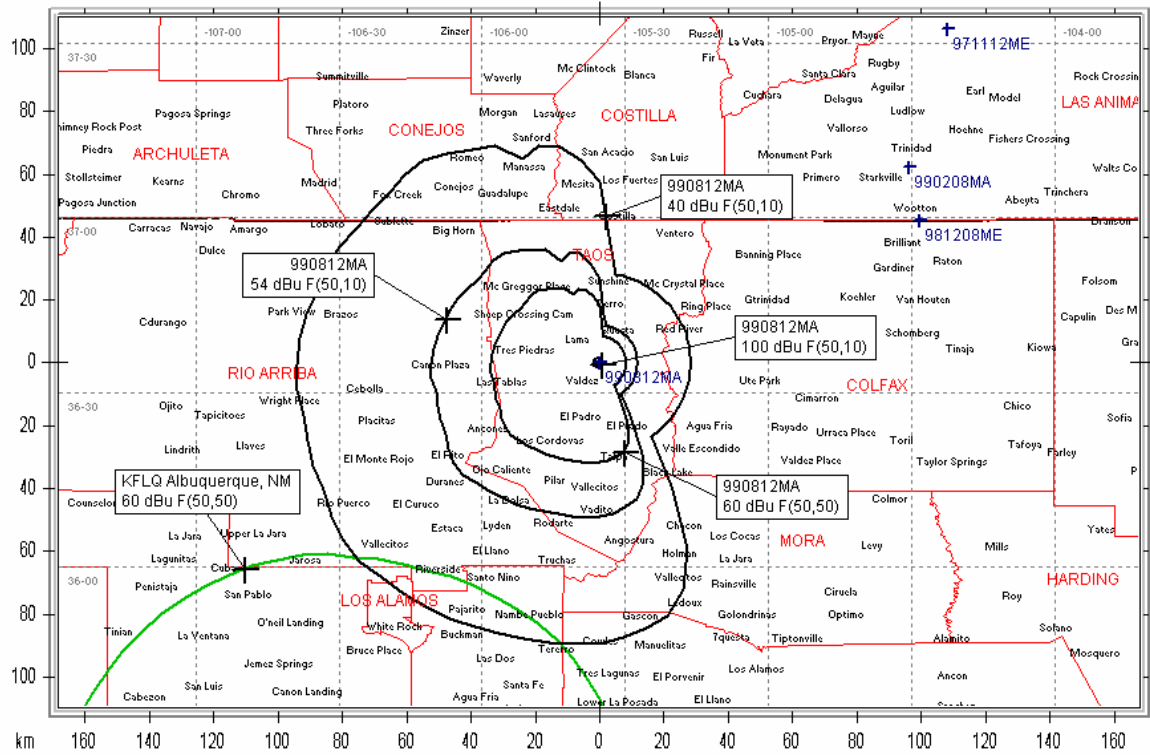 Zinzer
Russell
Mayne
Pryor
La Veta
-107-00
-106-30
-106-00
-105-30
-105-00
-104-00
971112ME
100
37-30
Fir
Rugby
Mc Clintock
Blanca
Santa Clara
Summitville
Waverly
Rock Crossin
Aguilar
80
Cuchara
Delagua
Earl
Model
LAS ANIMA
Platoro
Morgan
Lasauses
COSTILLA
Ludlow
Pagosa Springs
himney Rock Post
Three Forks
CONEJOS
Vallorso
Hoehne
Sanford
Fishers Crossing
Piedra
ARCHULETA
Romeo
Manassa
San Acacio
San Luis
Monument Park
Trinidad
60
Walts Co
Stollsteimer
Kearns
Madrid
Conejos
Mesita
Los Fuertes
Primero
Starkville
990208MA
Chromo
Fox Creek
Guadalupe
990812MA
40 dBu F(50,10)
Trinchera
Pagosa Junction
Eastdale
Wootton
Abeyta
37-00
Carracas
Navajo
Amargo
Lobato
Sublette
Big Horn
Ventero
981208ME
Branson
40
Dulce
TAOS
Banning Place
Brilliant
Raton
990812MA
54 dBu F(50,10)
Gardiner
Mc Greggor Place
Sunshine
Mc Crystal Place
Folsom
20
Cdurango
Park View
Brazos
Sheep Crossing Cam
Cerro
Ring Place
Gtrinidad
Koehler
Van Houten
Capulin
Des M
Questa
Red River
990812MA
100 dBu F(50,10)
Schomberg
Lama
Tres Piedras
Tinaja
Kiowa
Gra
0
RIO ARRIBA
Canon Plaza
990812MA
Las Tablas
Valdez
Ute Park
COLFAX
Cebolla
Wright Place
Cimarron
36-30
Ojito
Tapicitoes
Chico
20
Placitas
El Padro
El Prado
Agua Fria
Rayado
Urraca Place
Sofia
Ancones
Los Cordovas
Toril
Tafoya
Lindrith
Llaves
El Monte Rojo
El Rito
Valle Escondido
Farley
Taos
Valdez Place
Taylor Springs
Ojo Caliente
Black Lake
KFLQ Albuquerque, NM
60 dBu F(50,50)
Duranes
Pilar
Vallecitos
990812MA
60 dBu F(50,50)
40
Counselor
Rio Puerco
El Curuco
La Bolsa
Vadito
Colmor
Estaca
Lyden
Rodarte
Chacon
Yates
La Jara
Upper La Jara
Vallecitos
Angostura
Los Cocas
MORA
Levy
Mills
60
Lagunitas
Cuba
Jarosa
El Llano
Truchas
Holman
La Jara
36-00
Riverside
Santo Nino
Vallegitos
Rainsville
HARDING
Penistaja
San Pablo
LOS ALAMOS
Ledoux
Ciruela
Roy
80
O'neil Landing
Pajarito
Nambe Pueblo
Gascon
Golondrinas
Optimo
Tinian
La Ventana
White Rock
Buckman
Cowles
Manuelitas
7questa
Tiptonville
Alamito
Solano
Bruce Place
Tererro
Mosquero
Jemez Springs
Las Dos
Tres Lagunas
Los Alamos
100
San Luis
Canon Landing
Santa Fe
El Porvenir
Ancon
Cabezon
Agua Fria
Lower La Posada
El Llano
km
160
140
120
100
80
60
40
20
0
20
40
60
80
100
120
140
160